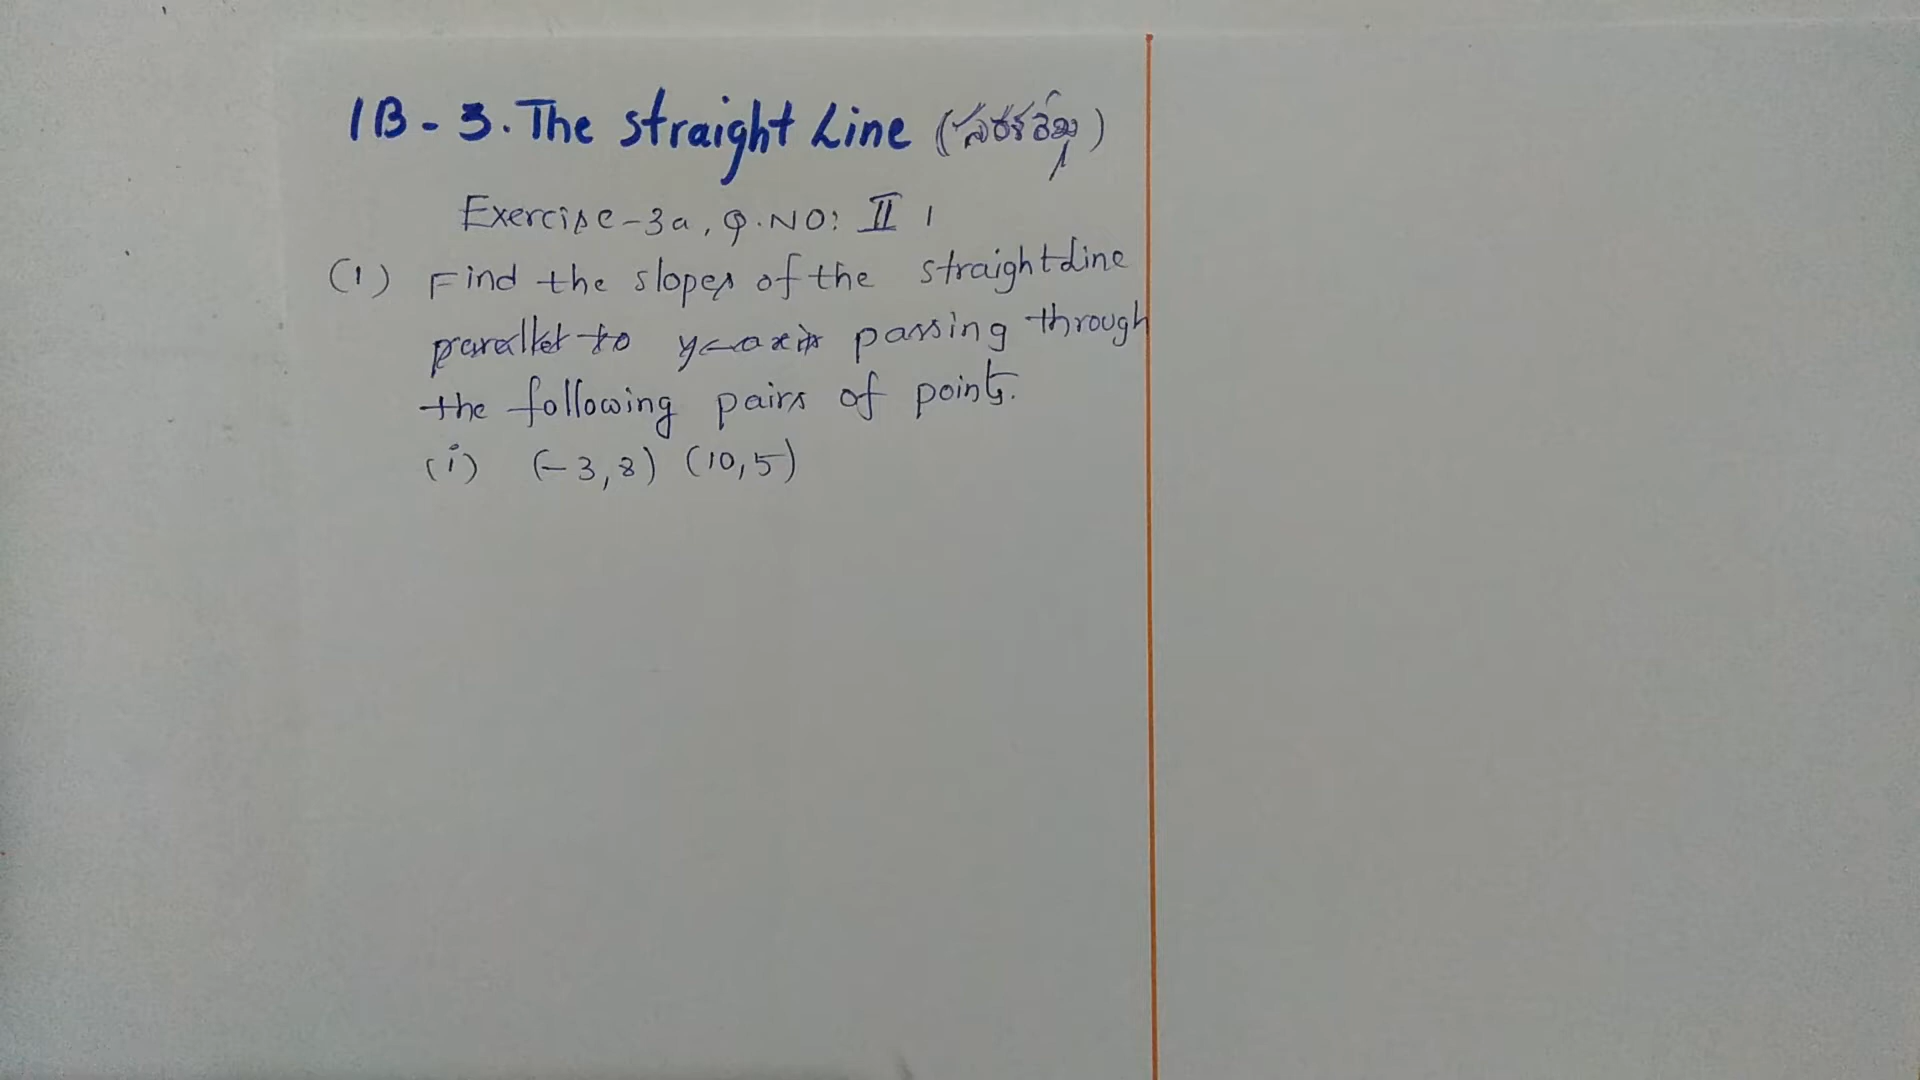 1B - 3. The straight Line (సరళరేఖ)
Exercise-3a, Q.NO: II 1
(1) Find the slopes of the straight Line
parallel to y-axis passing through
the following pairs of points.
(i) (-3,8) (10,5)